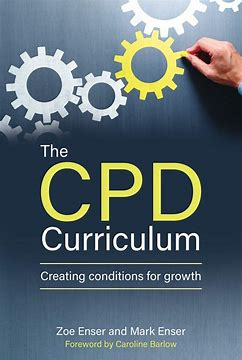 The
CPD
Curriculum
Creating conditions for growth
Zoe Enser and Mark Enser
Foreword by Caroline Barlow